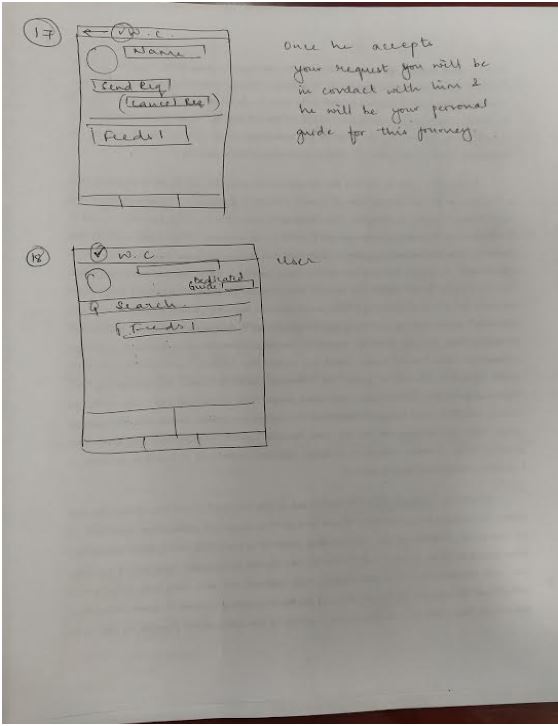 17
W.C.
Name
Send Req
(Cancel Req)
Feeds 1
Once he accepts
your request you will be
in contact with him &
he will be your personal
guide for this journey.
18
W.C
User
Dedicated
Guide
Search
Feeds 1